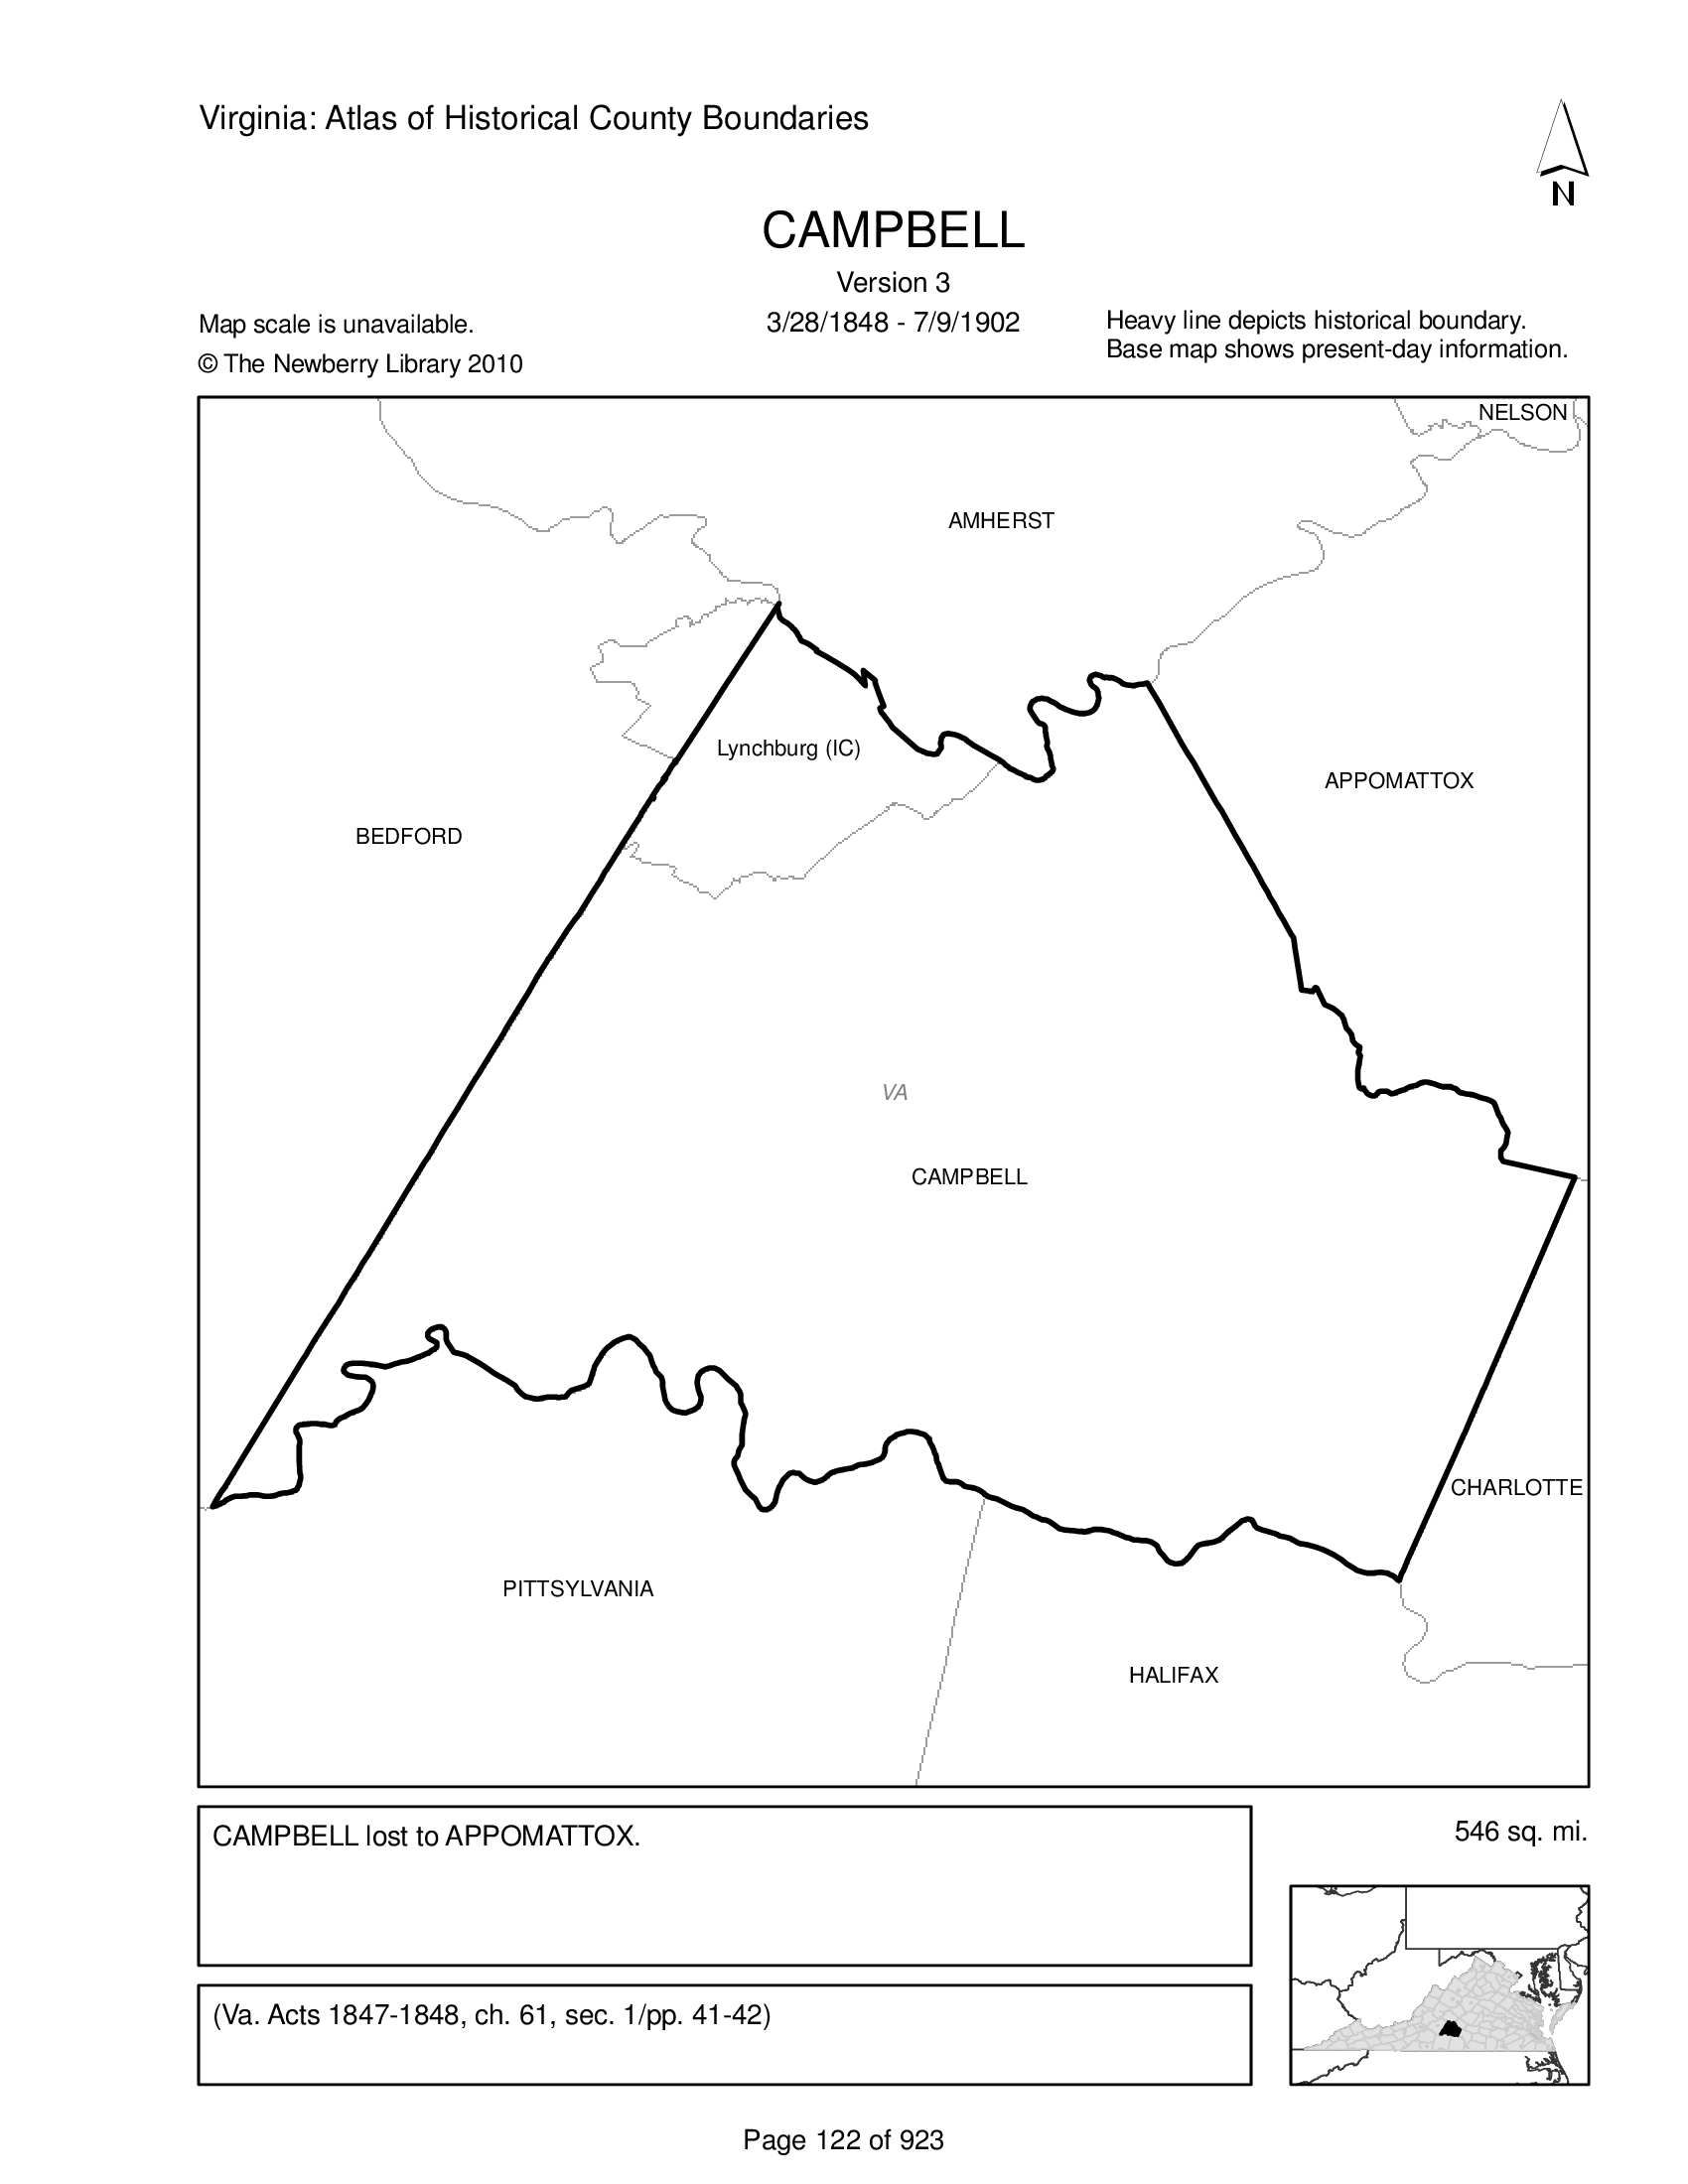 Virginia: Atlas of Historical County Boundaries
N
CAMPBELL
Version 3
3/28/1848 - 7/9/1902
Map scale is unavailable.
© The Newberry Library 2010
Heavy line depicts historical boundary.
Base map shows present-day information.
NELSON
AMHERST
Lynchburg (IC)
APPOMATTOX
BEDFORD
VA
CAMPBELL
CHARLOTTE
PITTSYLVANIA
HALIFAX
CAMPBELL lost to APPOMATTOX.
546 sq. mi.
(Va. Acts 1847-1848, ch. 61, sec. 1/pp. 41-42)
Page 122 of 923